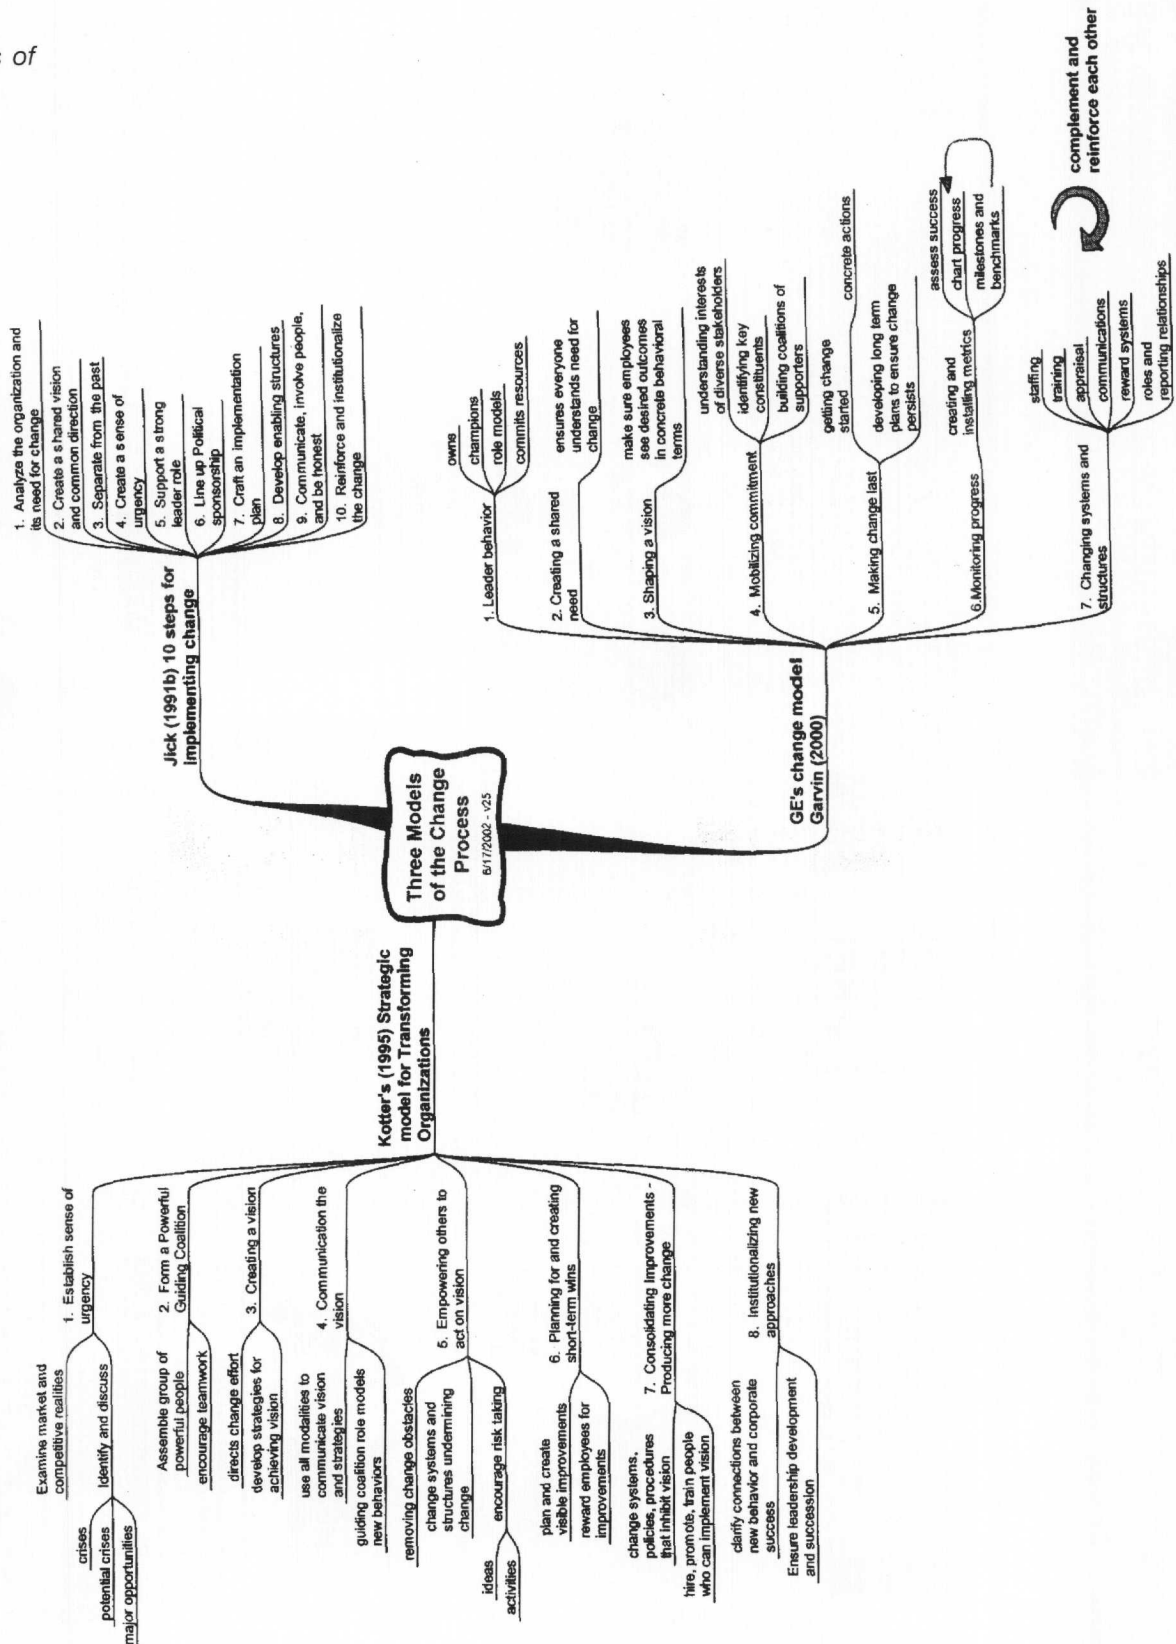 s of
Three Models
of the Change
Process
6/17/2002 - v25
Jick (1991b) 10 steps for
implementing change
1. Analyze the organization and
its need for change
2. Create a shared vision
and common direction
3. Separate from the past
4. Create a sense of
urgency
5. Support a strong
leader role
6. Line up Political
sponsorship
7. Craft an implementation
plan
8. Develop enabling structures
9. Communicate, involve people,
and be honest
10. Reinforce and institutionalize
the change
GE's change model
Garvin (2000)
1. Leader behavior
owns
champions
role models
commits resources
2. Creating a shared
need
ensures everyone
understands need for
change
3. Shaping a vision
make sure employees
see desired outcomes
in concrete behavioral
terms
4. Mobilizing commitment
understanding interests
of diverse stakeholders
identifying key
constituents
building coalitions of
supporters
5. Making change last
getting change
started
concrete actions
developing long term
plans to ensure change
persists
6.Monitoring progress
creating and
installing metrics
assess success
chart progress
milestones and
benchmarks
7. Changing systems and
structures
staffing
training
appraisal
communications
reward systems
roles and
reporting relationships
complement and
reinforce each other
Kotter's (1995) Strategic
model for Transforming
Organizations
1. Establish sense of
urgency
Examine market and
competitive realities
Identify and discuss
crises
potential crises
major opportunities
2. Form a Powerful
Guiding Coalition
Assemble group of
powerful people
encourage teamwork
3. Creating a vision
directs change effort
develop strategies for
achieving vision
4. Communication the
vision
use all modalities to
communicate vision
and strategies
guiding coalition role models
new behaviors
5. Empowering others to
act on vision
removing change obstacles
change systems and
structures undermining
change
encourage risk taking
ideas
activities
6. Planning for and creating
short-term wins
plan and create
visible improvements
reward employees for
improvements
7. Consolidating Improvements -
Producing more change
change systems,
policies, procedures
that inhibit vision
hire, promote, train people
who can implement vision
8. Institutionalizing new
approaches
clarify connections between
new behavior and corporate
success
Ensure leadership development
and succession